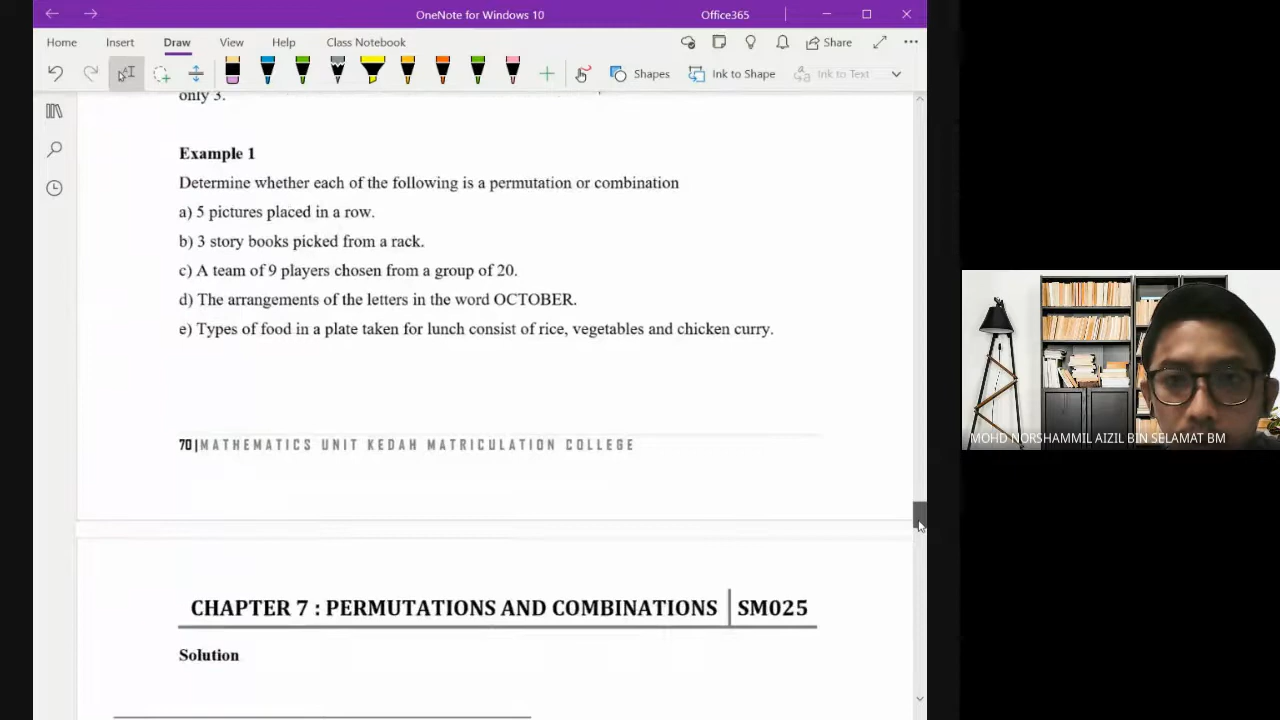 OneNote for Windows 10
Office365
Home
Insert
Draw
View
Help
Class Notebook
Share
Shapes
Ink to Shape
Ink to Text
only 3.
Example 1
Determine whether each of the following is a permutation or combination
a) 5 pictures placed in a row.
b) 3 story books picked from a rack.
c) A team of 9 players chosen from a group of 20.
d) The arrangements of the letters in the word OCTOBER.
e) Types of food in a plate taken for lunch consist of rice, vegetables and chicken curry.
70|MATHEMATICS UNIT KEDAH MATRICULATION COLLEGE
CHAPTER 7 : PERMUTATIONS AND COMBINATIONS SM025
Solution
MOHD NORSHAMMIL AIZIL BIN SELAMAT BM